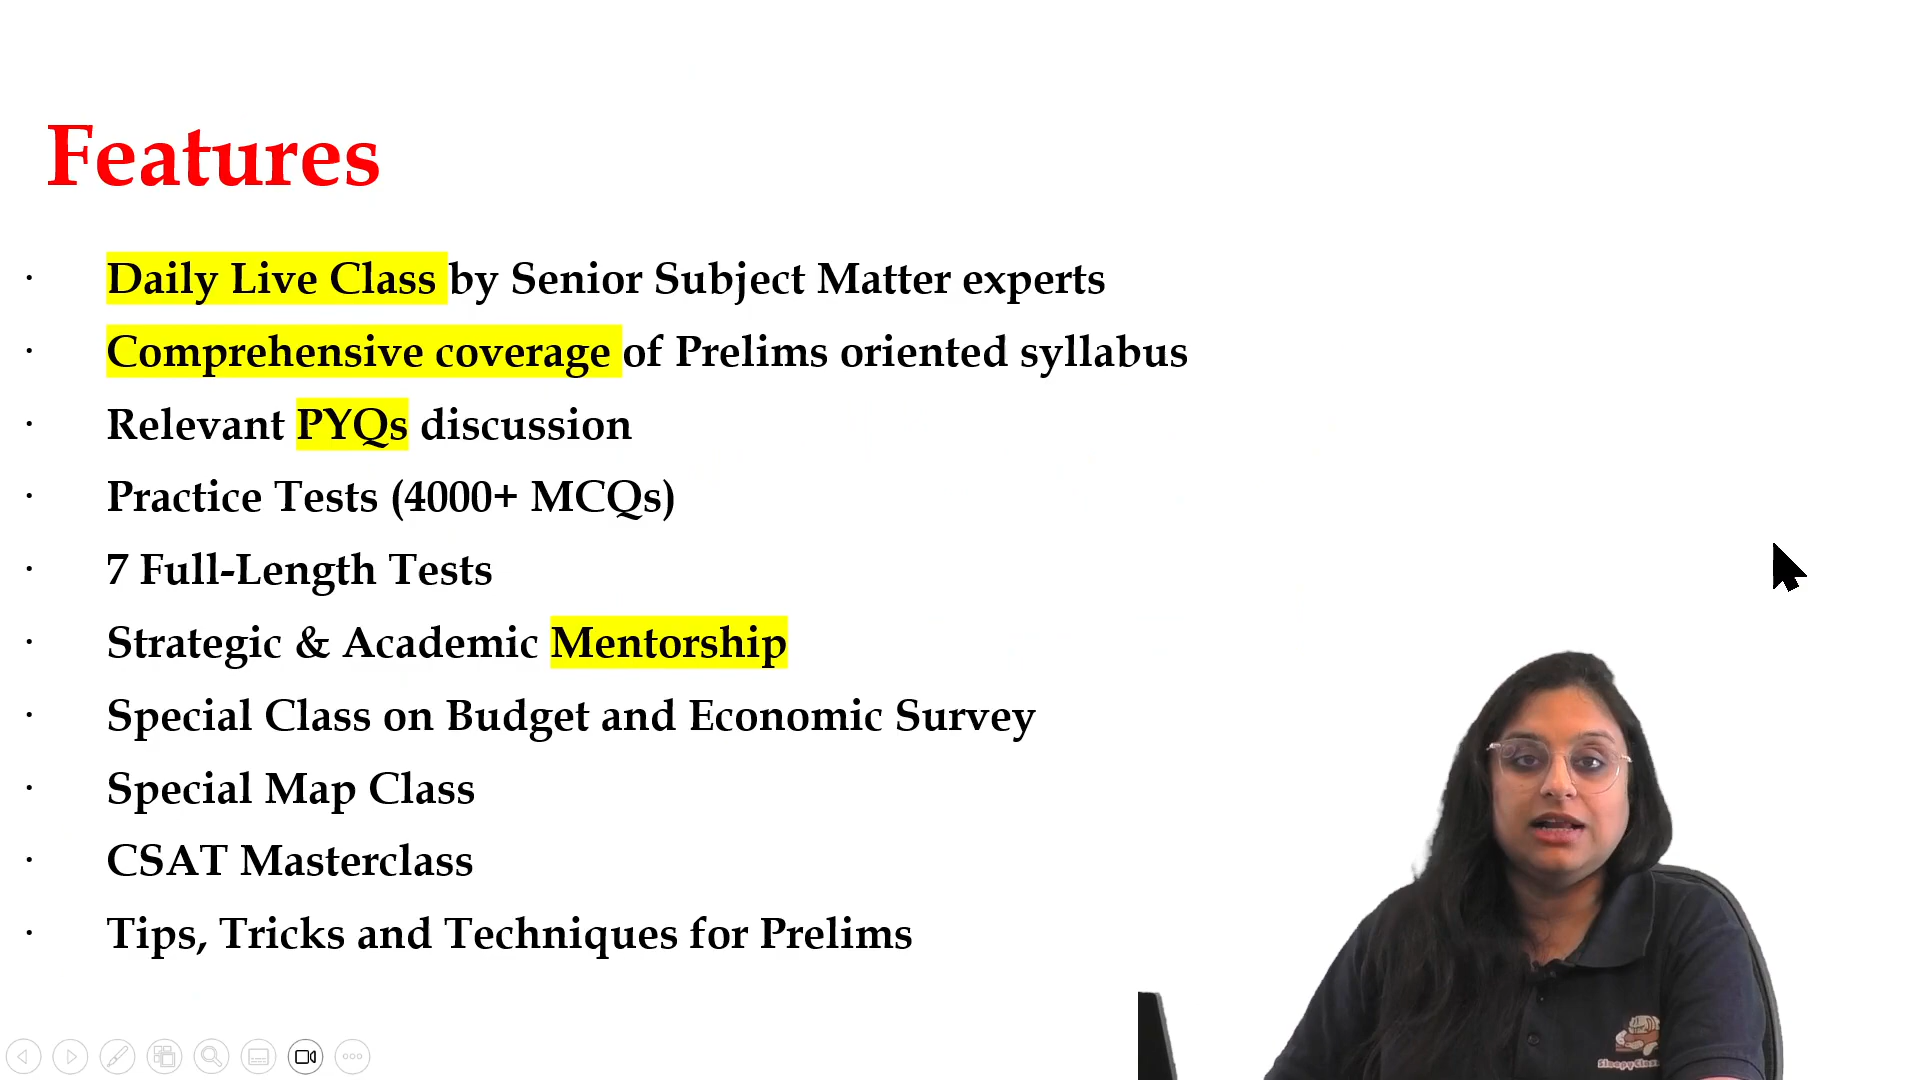 Features
· Daily Live Class by Senior Subject Matter experts
· Comprehensive coverage of Prelims oriented syllabus
· Relevant PYQs discussion
· Practice Tests (4000+ MCQs)
· 7 Full-Length Tests
· Strategic & Academic Mentorship
· Special Class on Budget and Economic Survey
· Special Map Class
· CSAT Masterclass
· Tips, Tricks and Techniques for Prelims